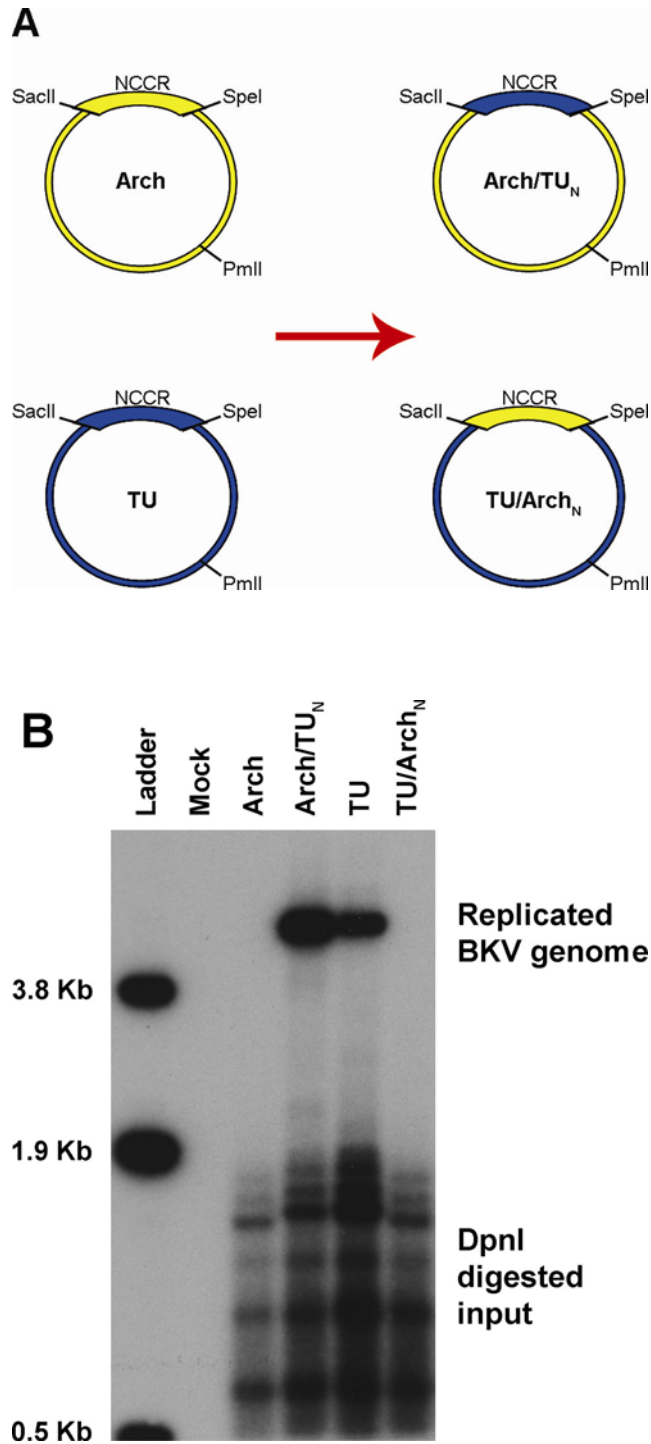 A
NCCR
SacII
SpeI
Arch
PmlI
NCCR
SacII
SpeI
Arch/TUN
PmlI
NCCR
SacII
SpeI
TU
PmlI
NCCR
SacII
SpeI
TU/ArchN
PmlI
B
Ladder
Mock
Arch
Arch/TUN
TU
TU/ArchN
Replicated
BKV genome
3.8 Kb
1.9 Kb
DpnI
digested
input
0.5 Kb